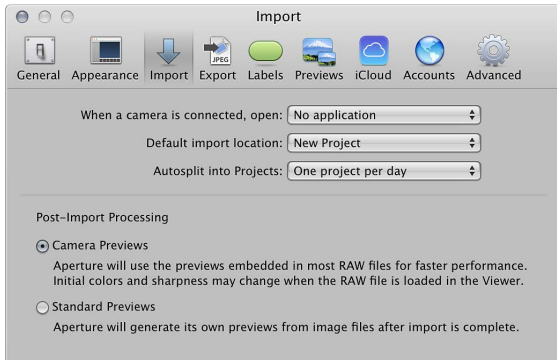 Import
JPEG
General Appearance Import Export Labels Previews iCloud Accounts Advanced
When a camera is connected, open: No application
Default import location: New Project
Autosplit into Projects: One project per day
Post-Import Processing
Camera Previews
Aperture will use the previews embedded in most RAW files for faster performance.
Initial colors and sharpness may change when the RAW file is loaded in the Viewer.
Standard Previews
Aperture will generate its own previews from image files after import is complete.